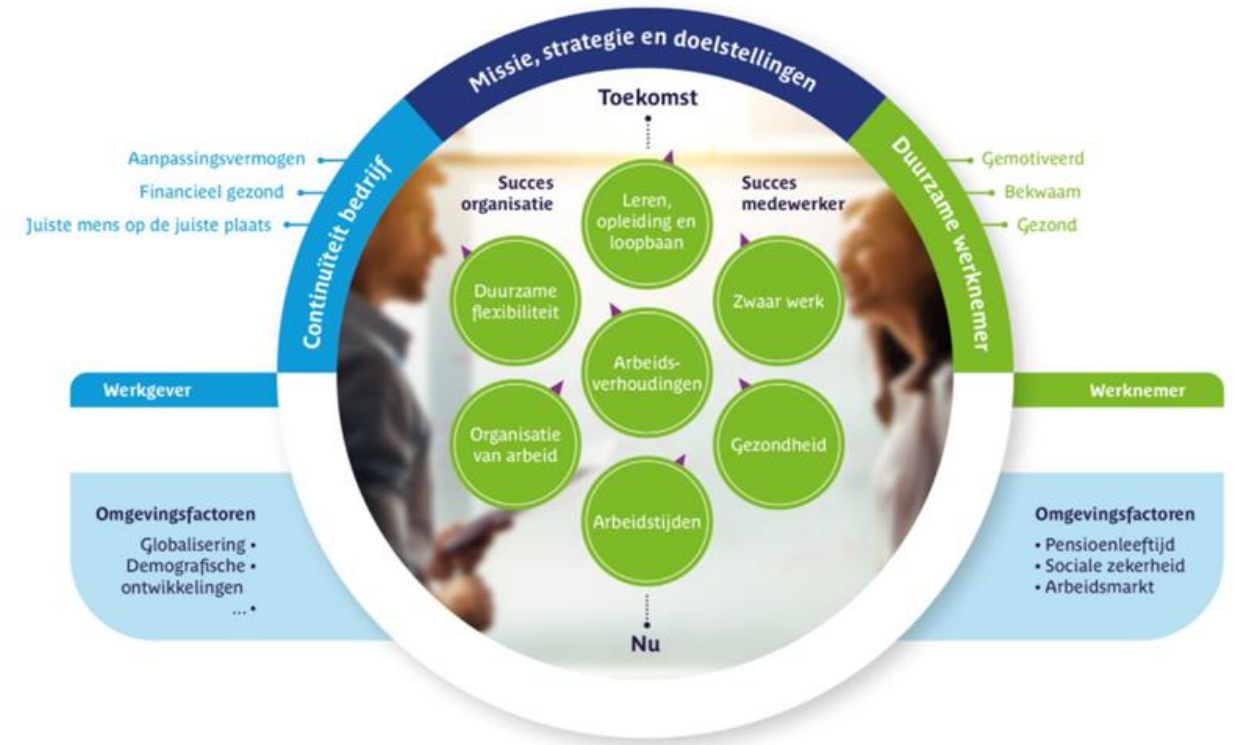 Missie, strategie en doelstellingen
Toekomst
Continuïteit bedrijf
Duurzame werknemer
Aanpassingsvermogen
Financieel gezond
Juiste mens op de juiste plaats
Gemotiveerd
Bekwaam
Gezond
Succes
organisatie
Succes
medewerker
Leren,
opleiding en
loopbaan
Duurzame
flexibiliteit
Zwaar werk
Arbeids-
verhoudingen
Organisatie
van arbeid
Gezondheid
Arbeidstijden
Nu
Werkgever
Werknemer
Omgevingsfactoren
Globalisering •
Demografische •
ontwikkelingen
... •
Omgevingsfactoren
• Pensioenleeftijd
• Sociale zekerheid
• Arbeidsmarkt